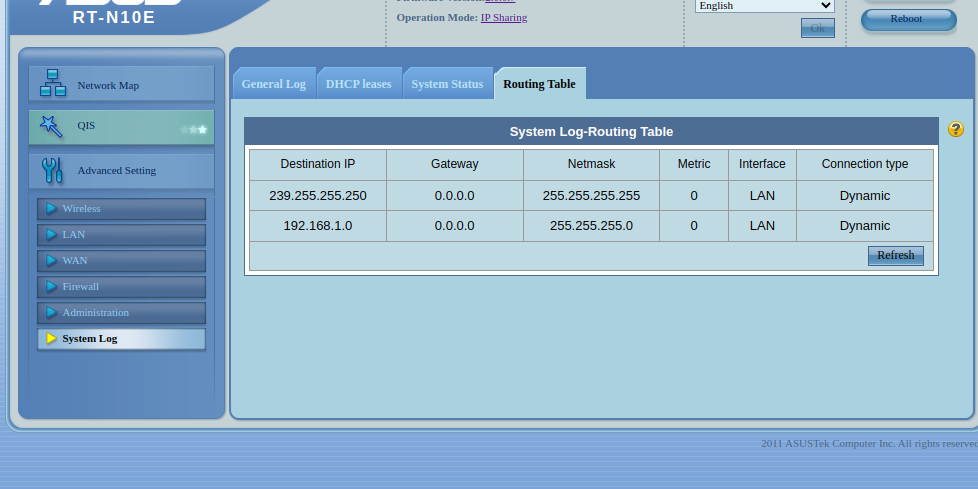 RT-N10E
Operation Mode: IP Sharing
English
Ok
Reboot
Network Map
QIS
Advanced Setting
Wireless
LAN
WAN
Firewall
Administration
System Log
General Log
DHCP leases
System Status
Routing Table
System Log-Routing Table
Destination IP Gateway Netmask Metric Interface Connection type
239.255.255.250 0.0.0.0 255.255.255.255 0 LAN Dynamic
192.168.1.0 0.0.0.0 255.255.255.0 0 LAN Dynamic
Refresh
2011 ASUSTek Computer Inc. All rights reserved